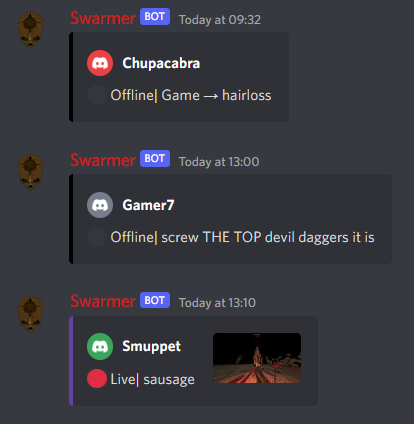 Swarmer BOT Today at 09:32
Chupacabra
Offline| Game → hairloss
Swarmer BOT Today at 13:00
Gamer7
Offline| screw THE TOP devil daggers it is
Swarmer BOT Today at 13:10
Smuppet
Live| sausage